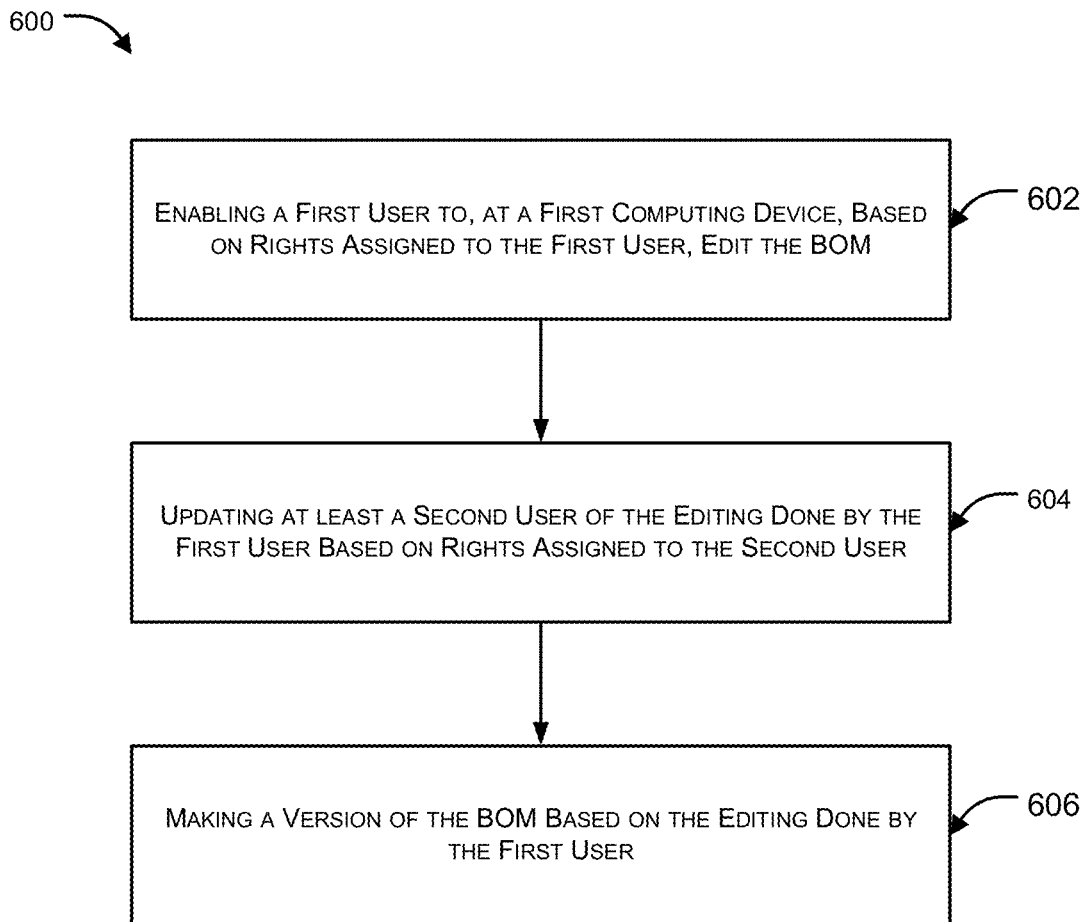 600
ENABLING A FIRST USER TO, AT A FIRST COMPUTING DEVICE, BASED
ON RIGHTS ASSIGNED TO THE FIRST USER, EDIT THE BOM
602
UPDATING AT LEAST A SECOND USER OF THE EDITING DONE BY THE
FIRST USER BASED ON RIGHTS ASSIGNED TO THE SECOND USER
604
MAKING A VERSION OF THE BOM BASED ON THE EDITING DONE BY
THE FIRST USER
606